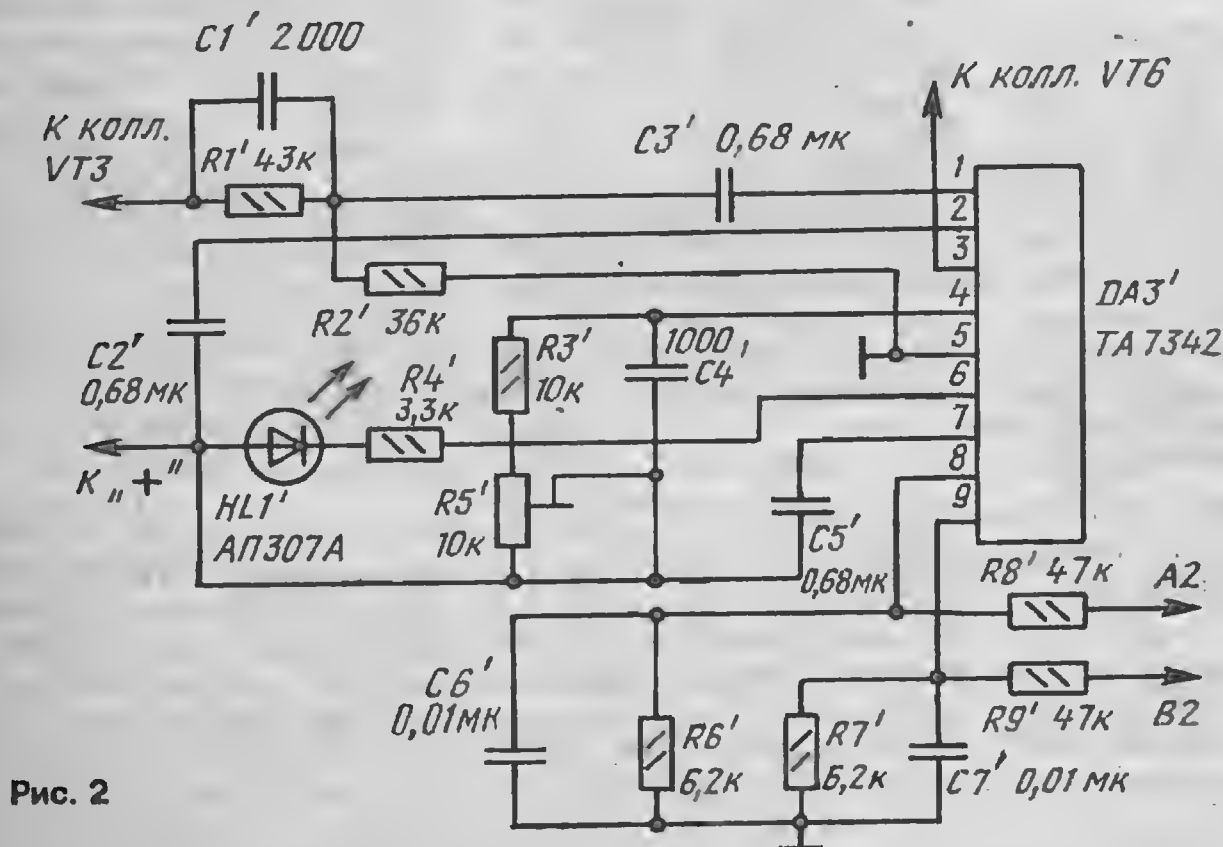 C1' 2000
К колл.
VT3
R1' 43к
C3' 0,68 мк
К колл. VT6
1
2
3
4
5
6
7
8
9
DA3'
TA 7342
R2' 36к
C2'
0,68 мк
R3'
10к
1000
C4'
R4'
3,3к
К „+"
HL1'
АЛ307А
R5'
10к
C5'
0,68мк
R8' 47к
A2
R9' 47к
B2
C6'
0,01мк
R6'
6,2к
R7'
6,2к
C7' 0,01 мк
Рис. 2